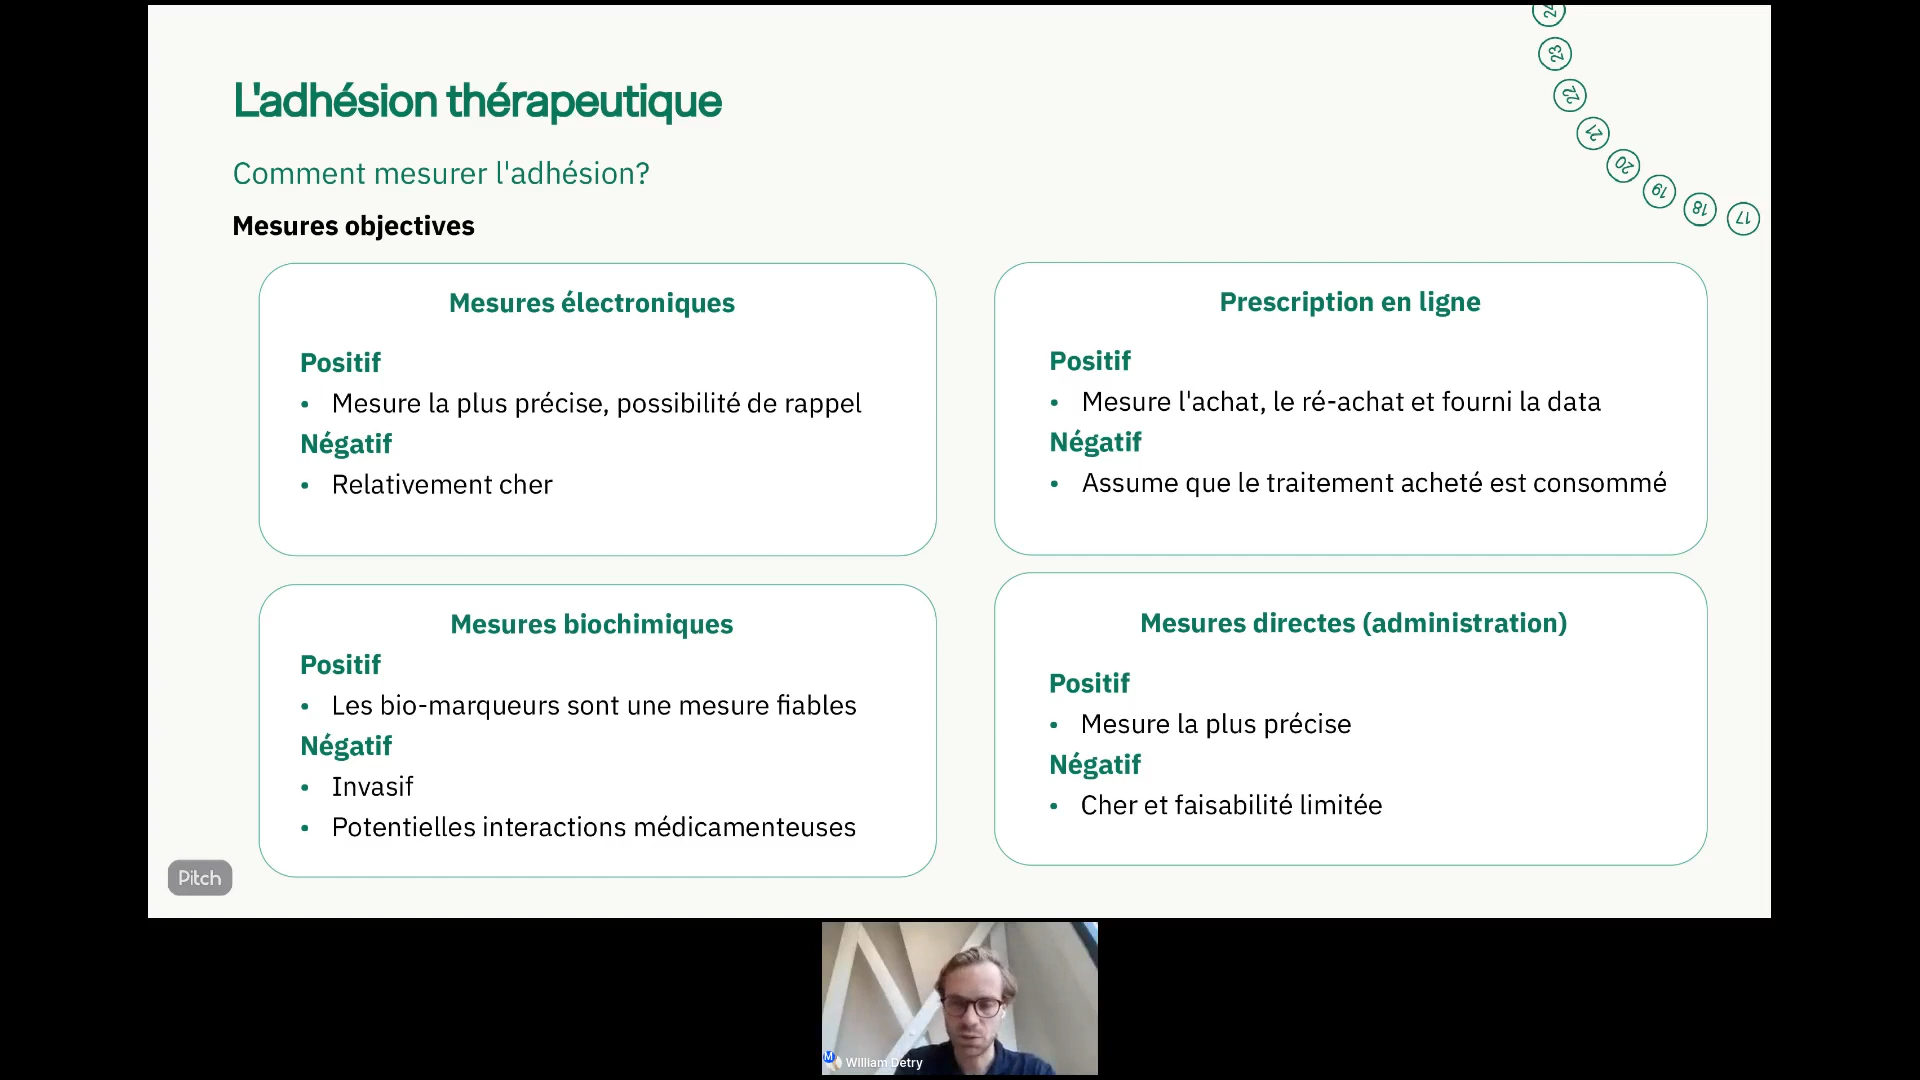 24
23
22
21
20
19
18
17
L'adhésion thérapeutique
Comment mesurer l'adhésion?
Mesures objectives
Mesures électroniques
Positif
• Mesure la plus précise, possibilité de rappel
Négatif
• Relativement cher
Prescription en ligne
Positif
• Mesure l'achat, le ré-achat et fourni la data
Négatif
• Assume que le traitement acheté est consommé
Mesures biochimiques
Positif
• Les bio-marqueurs sont une mesure fiables
Négatif
• Invasif
• Potentielles interactions médicamenteuses
Mesures directes (administration)
Positif
• Mesure la plus précise
Négatif
• Cher et faisabilité limitée
Pitch
M
William Detry